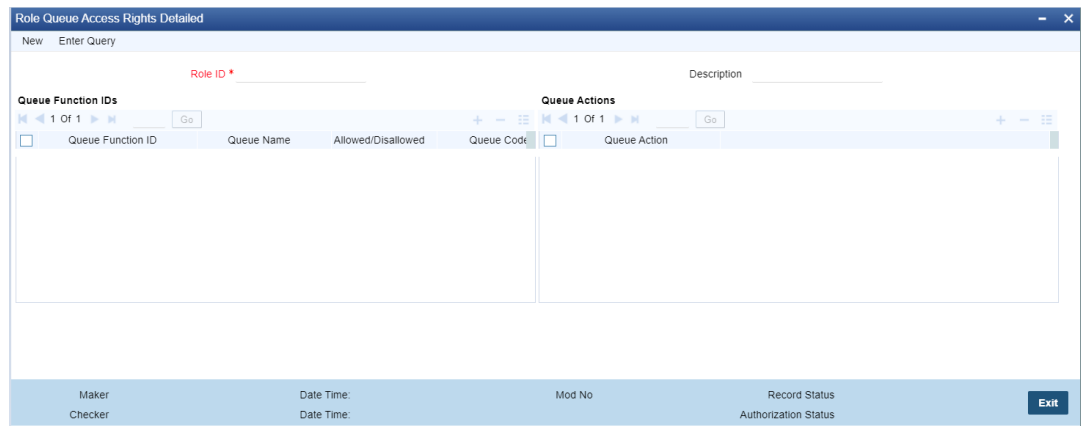 Role Queue Access Rights Detailed
New Enter Query
Role ID * Description
Queue Function IDs Queue Actions
1 Of 1 Go 1 Of 1 Go
Queue Function ID Queue Name Allowed/Disallowed Queue Code Queue Action
Maker Date Time: Mod No Record Status
Checker Date Time: Authorization Status
Exit